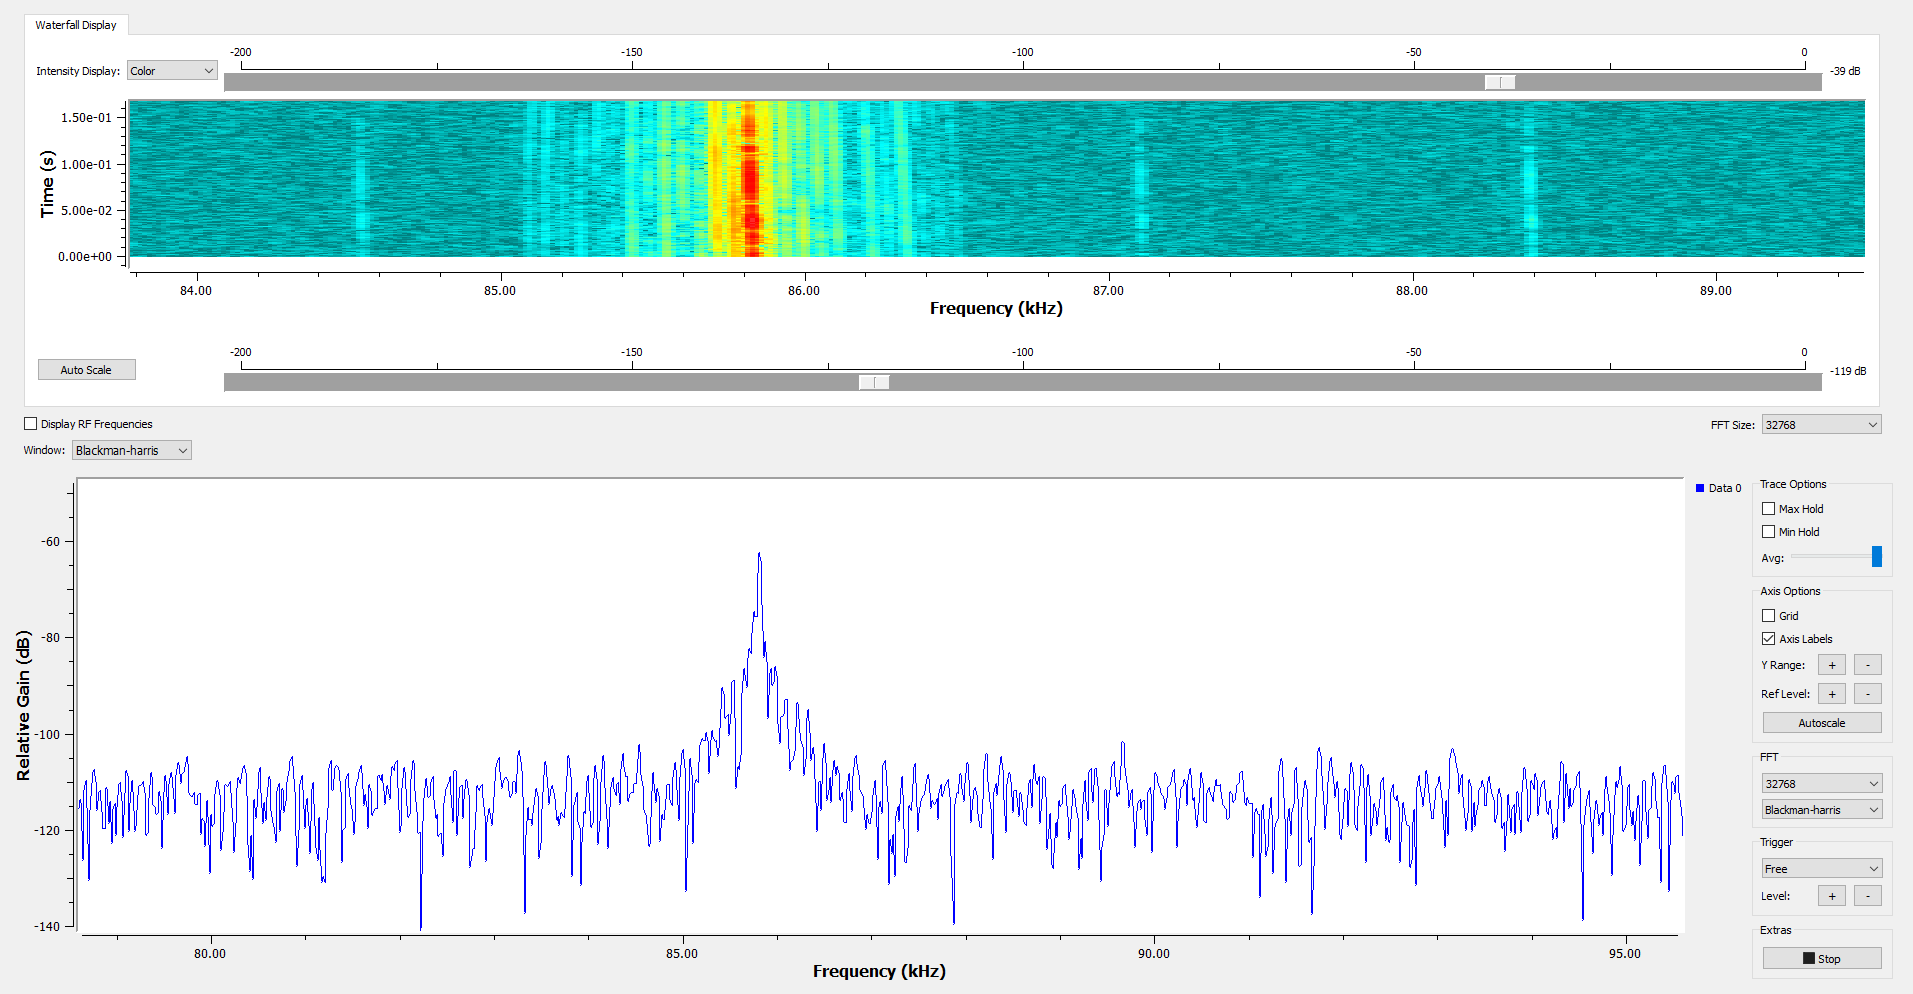 Waterfall Display
-200 -150 -100 -50 0
Intensity Display: Color -39 dB
1.50e-01
1.00e-01
5.00e-02
0.00e+00
Time (s)
84.00 85.00 86.00 87.00 88.00 89.00
Frequency (kHz)
-200 -150 -100 -50 0
Auto Scale -119 dB
Display RF Frequencies
FFT Size: 32768
Window: Blackman-harris
Data 0
-60
-80
-100
-120
-140
Relative Gain (dB)
80.00 85.00 90.00 95.00
Frequency (kHz)
Trace Options
Max Hold
Min Hold
Avg:
Axis Options
Grid
Axis Labels
Y Range: + -
Ref Level: + -
Autoscale
FFT
32768
Blackman-harris
Trigger
Free
Level: + -
Extras
Stop